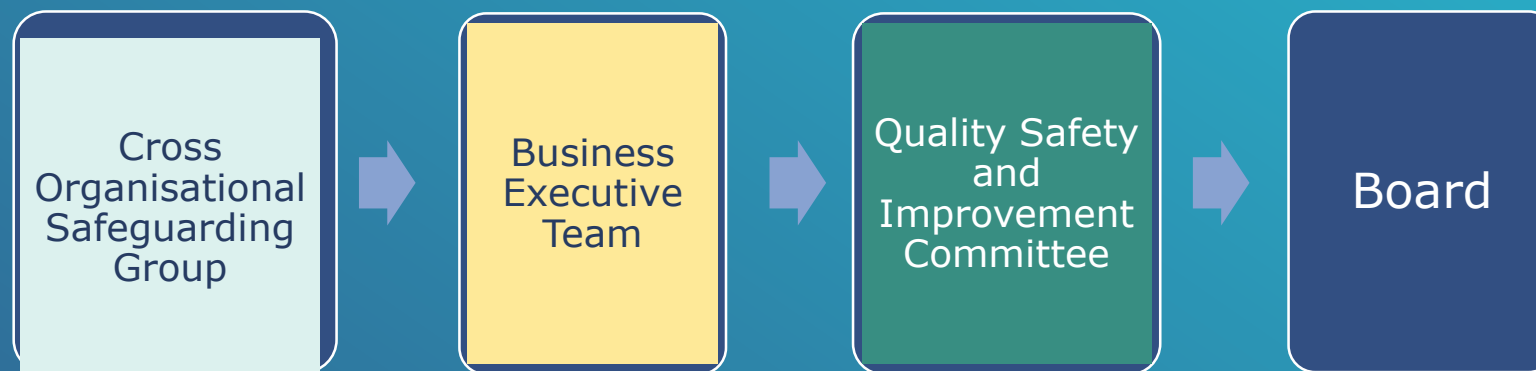 Cross
Organisational
Safeguarding
Group
Business
Executive
Team
Quality Safety
and
Improvement
Committee
Board